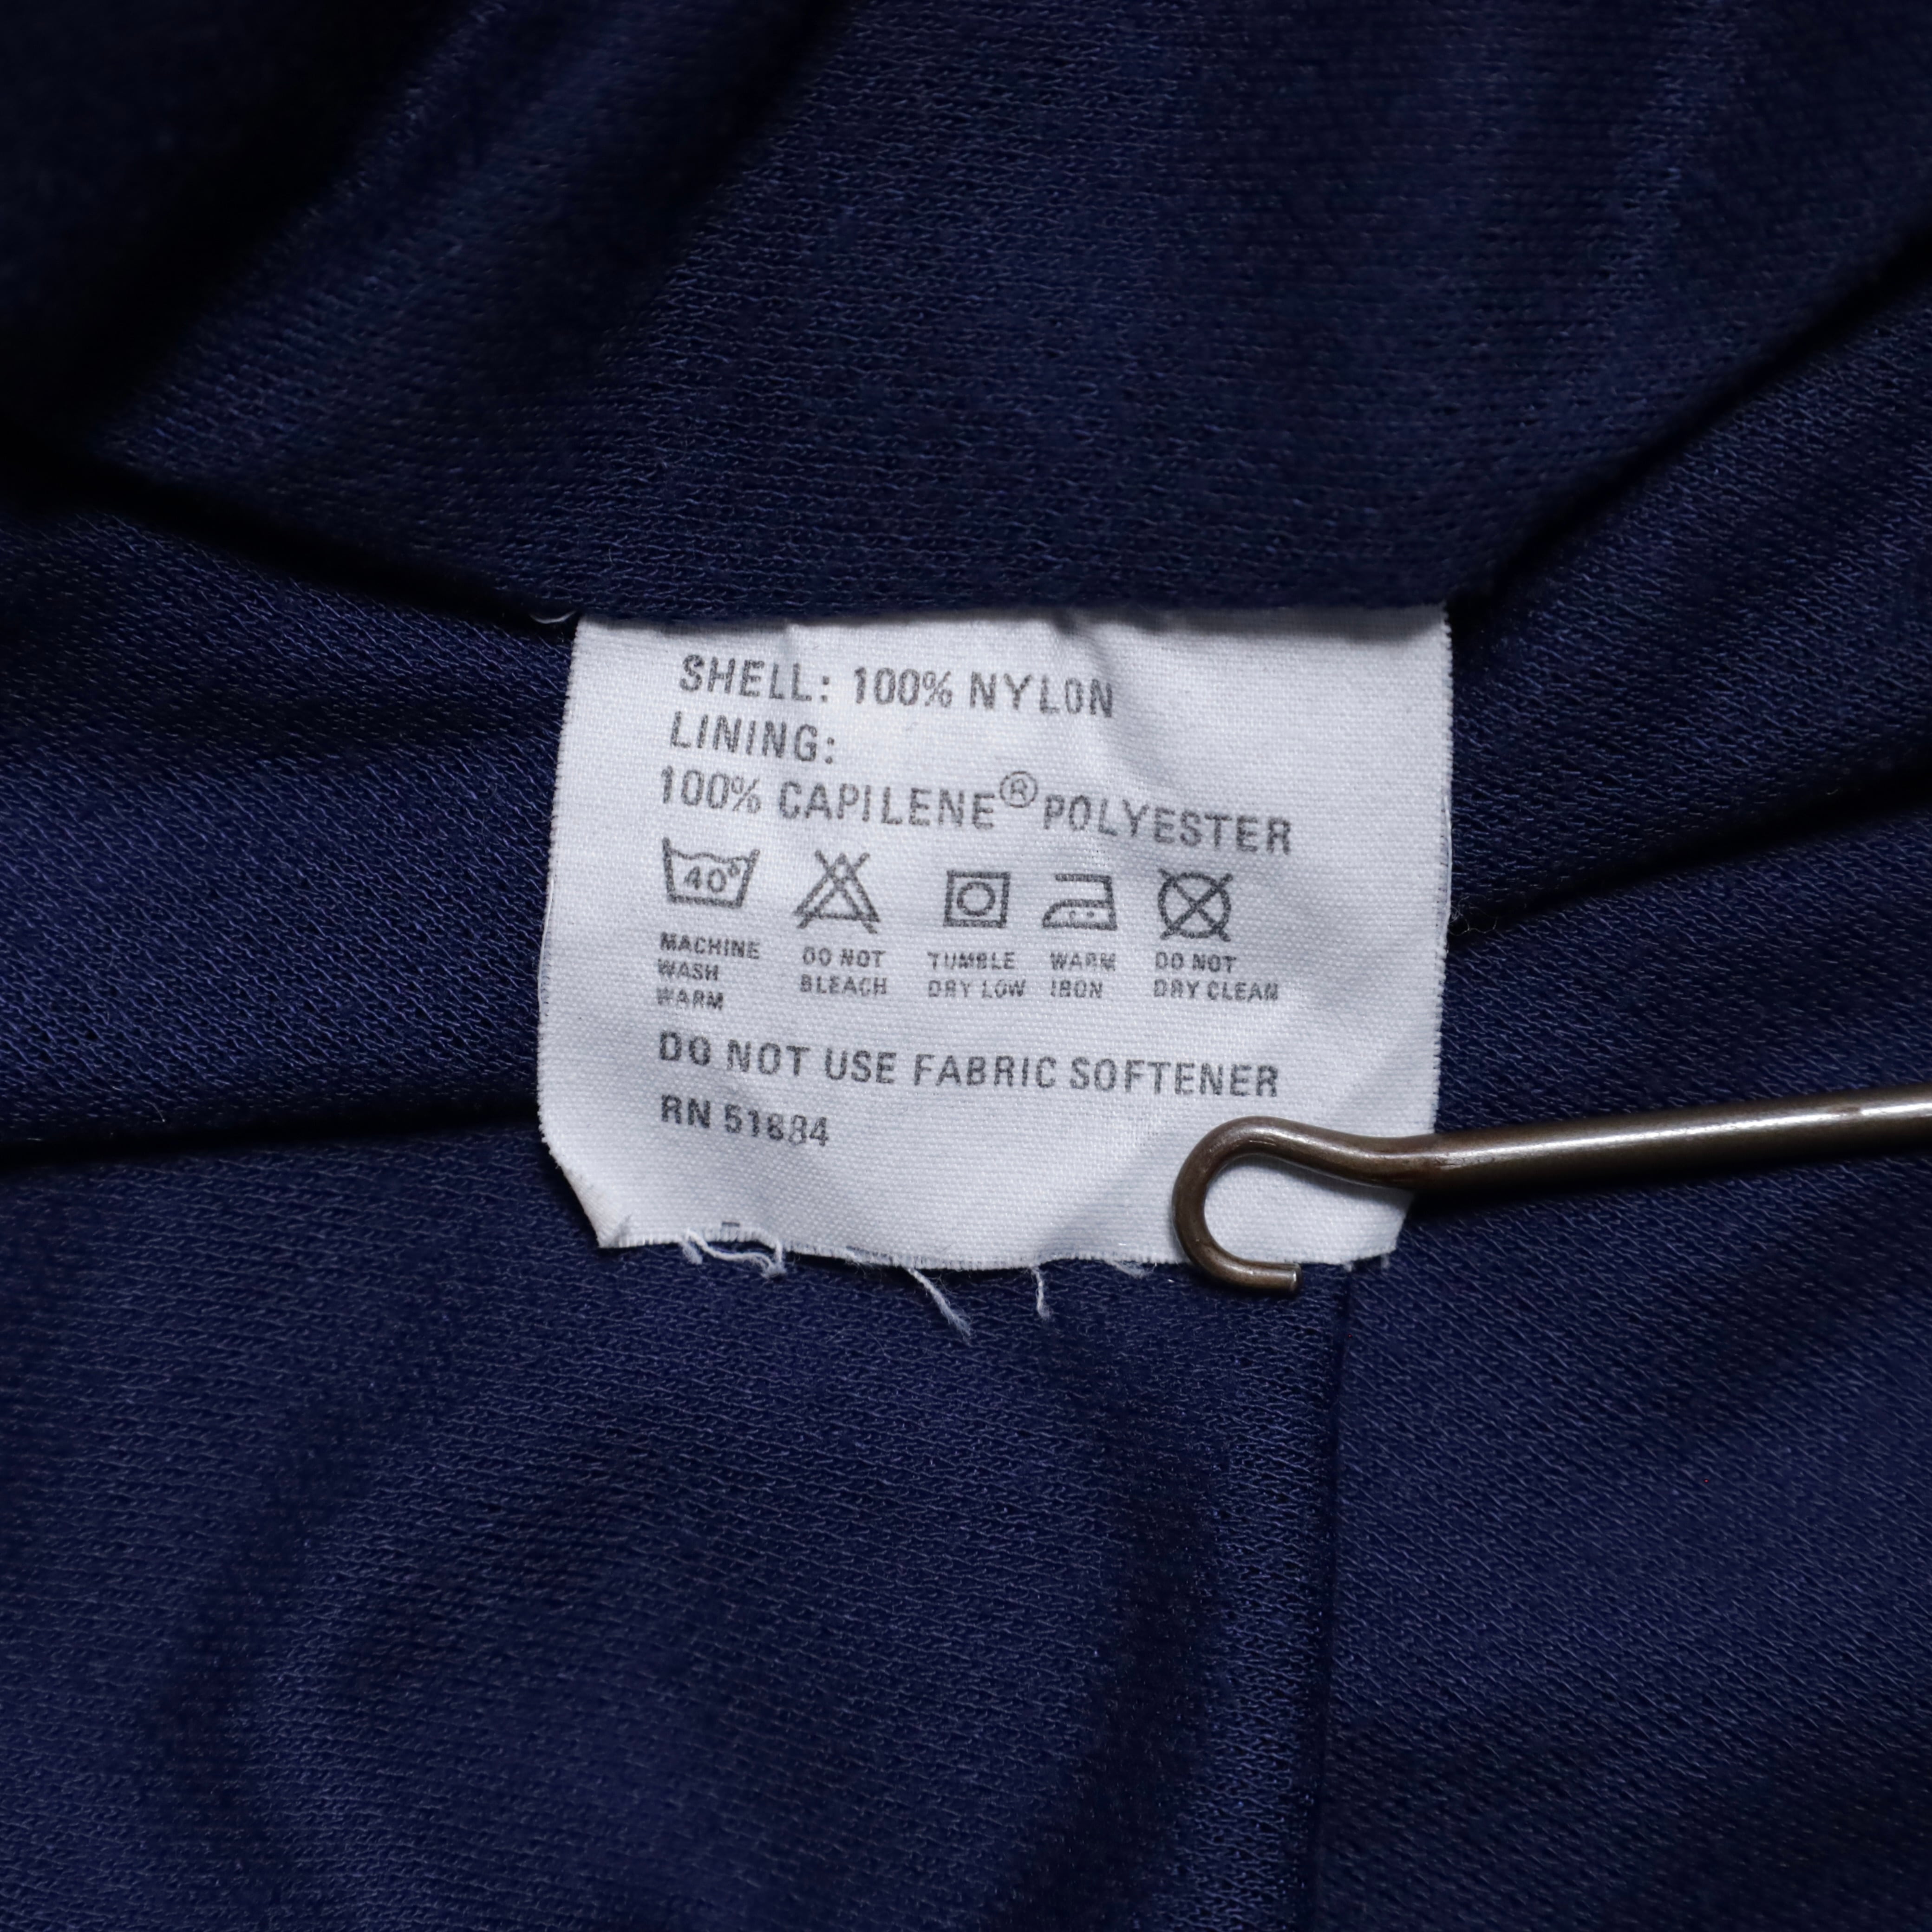 SHELL: 100% NYLON
LINING:
100% CAPILENE® POLYESTER
40°
MACHINE WASH WARM
DO NOT BLEACH
TUMBLE DRY LOW
WARM IRON
DO NOT DRY CLEAN
DO NOT USE FABRIC SOFTENER
RN 51884